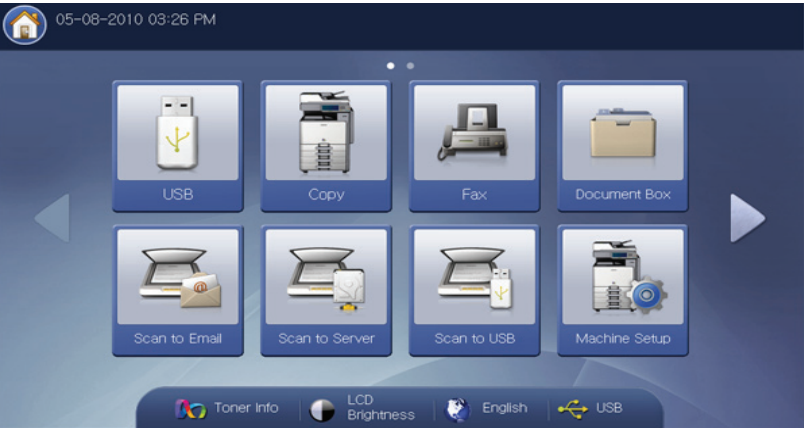 05-08-2010 03:26 PM
USB
Copy
Fax
Document Box
Scan to Email
Scan to Server
Scan to USB
Machine Setup
Toner Info
LCD
Brightness
English
USB